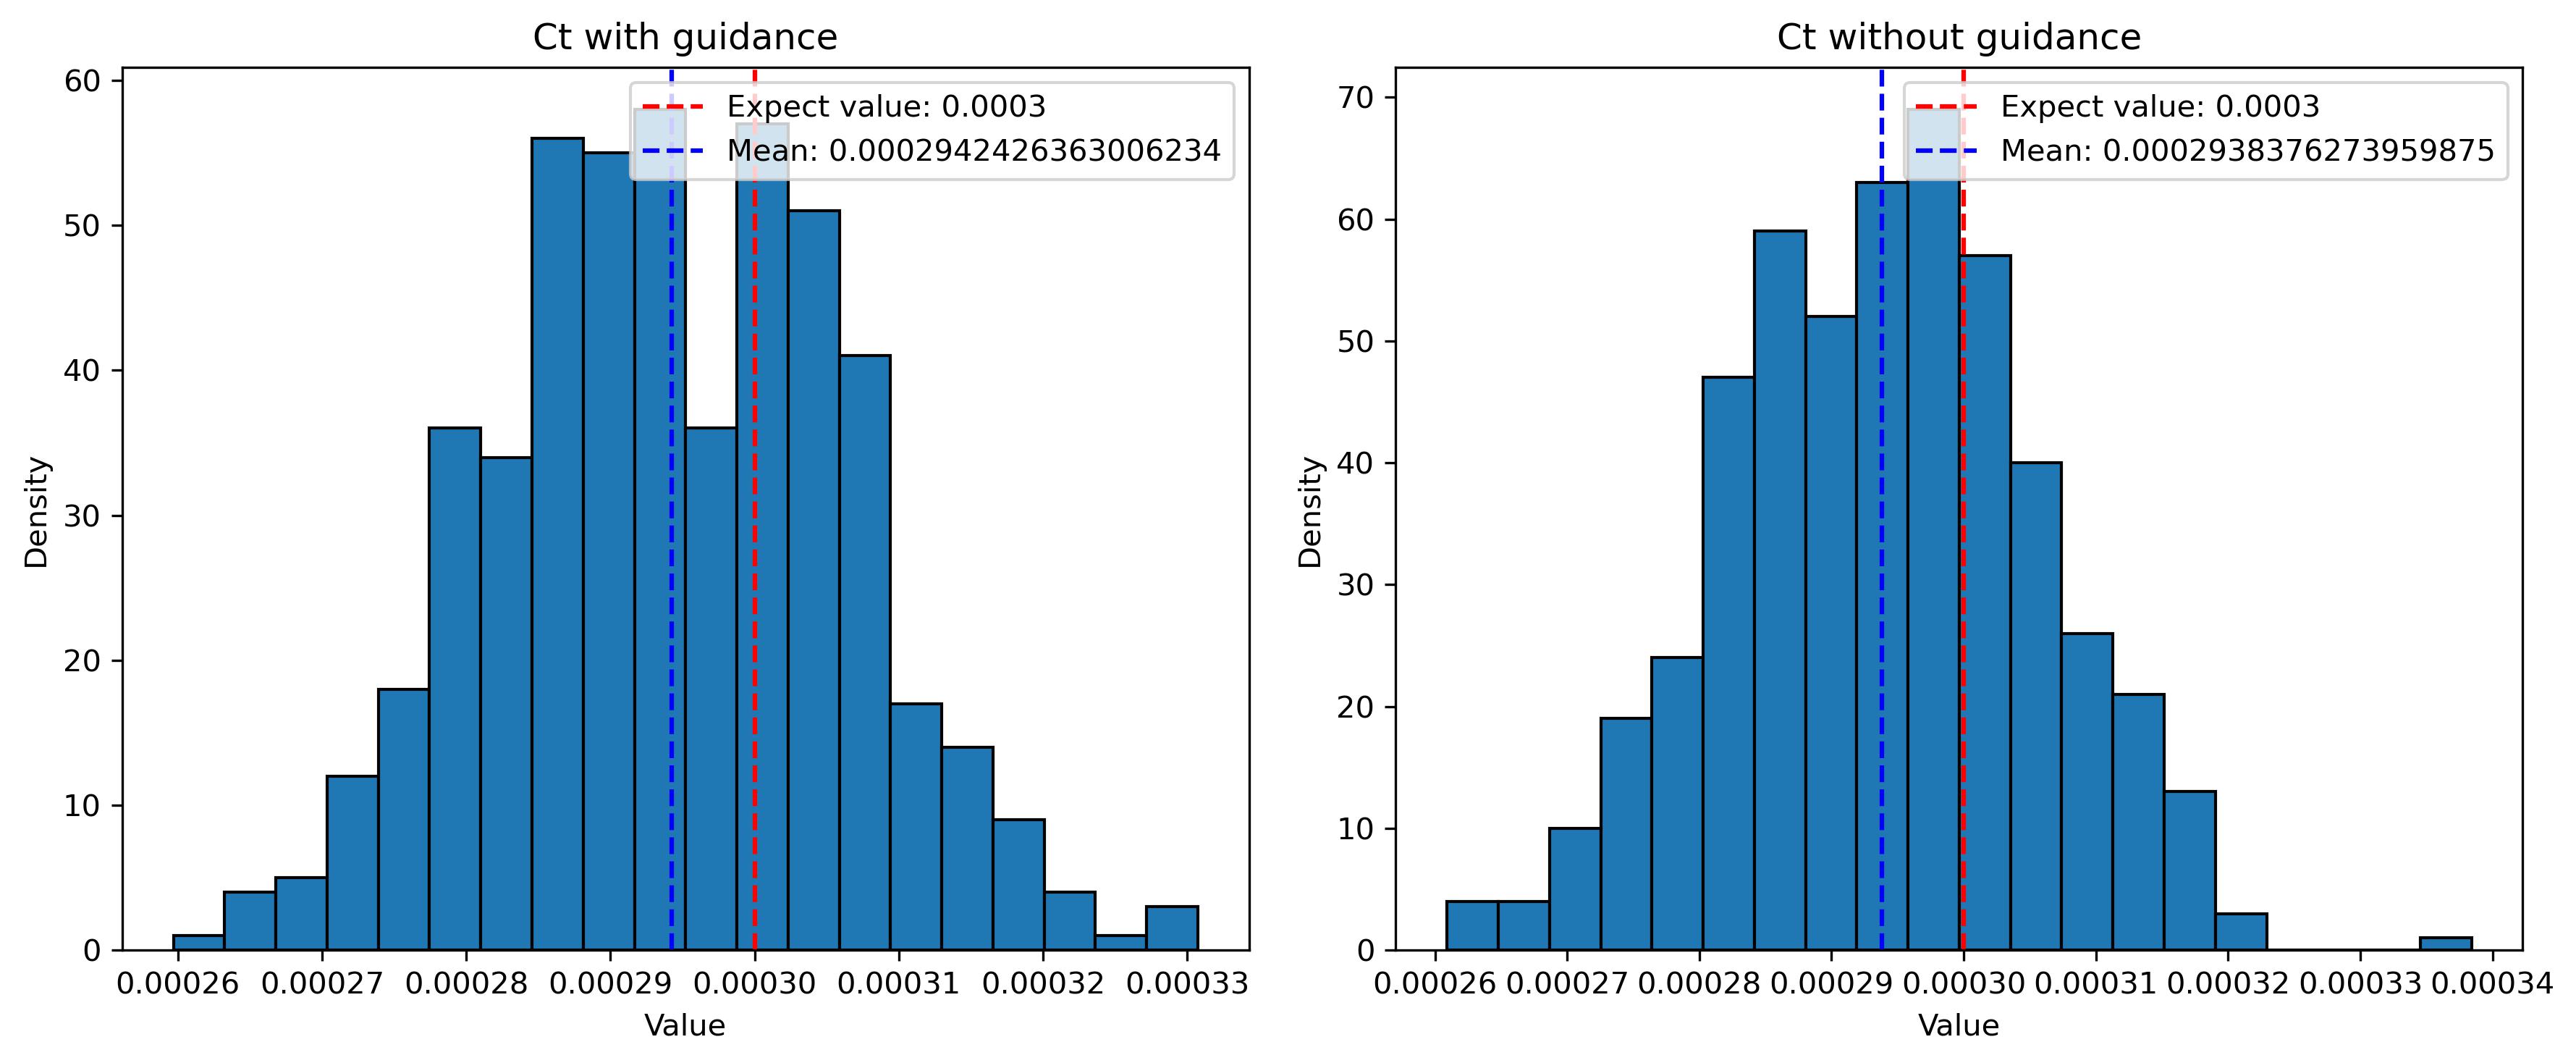 Ct with guidance
Expect value: 0.0003
Mean: 0.0002942426363006234
60
50
40
30
20
10
0
Density
0.00026 0.00027 0.00028 0.00029 0.00030 0.00031 0.00032 0.00033
Value
Ct without guidance
Expect value: 0.0003
Mean: 0.0002938376273959875
70
60
50
40
30
20
10
0
Density
0.00026 0.00027 0.00028 0.00029 0.00030 0.00031 0.00032 0.00033 0.00034
Value